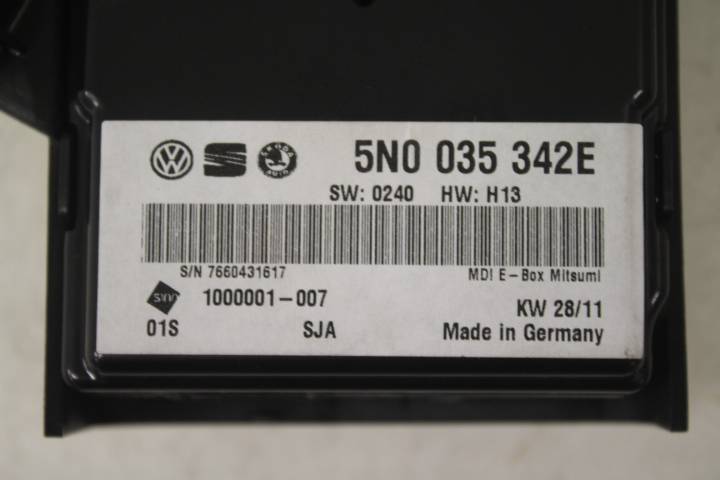 5N0 035 342E
SW: 0240 HW: H13
S/N 7660431617 MDI E-Box Mitsumi
1000001-007 KW 28/11
01S SJA Made in Germany